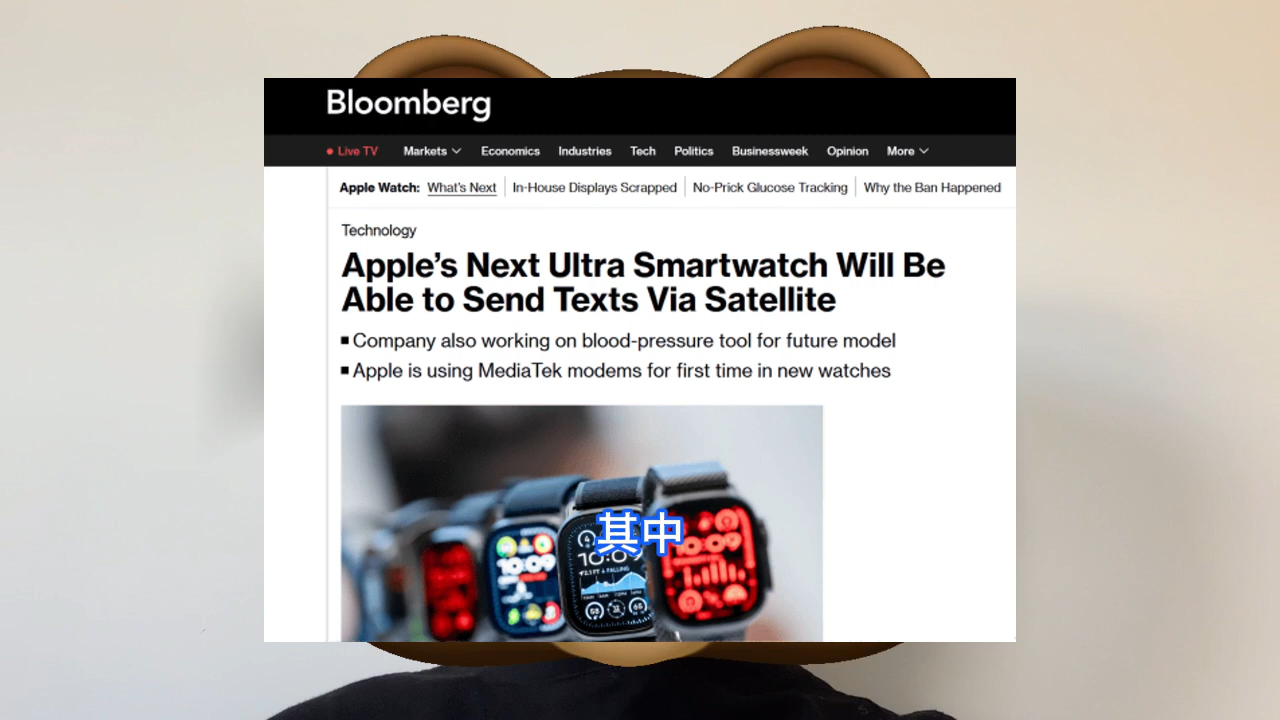 Bloomberg
Live TV Markets Economics Industries Tech Politics Businessweek Opinion More
Apple Watch: What's Next In-House Displays Scrapped No-Prick Glucose Tracking Why the Ban Happened
Technology
Apple's Next Ultra Smartwatch Will Be
Able to Send Texts Via Satellite
Company also working on blood-pressure tool for future model
Apple is using MediaTek modems for first time in new watches
其中
10:09
10:09
10:09